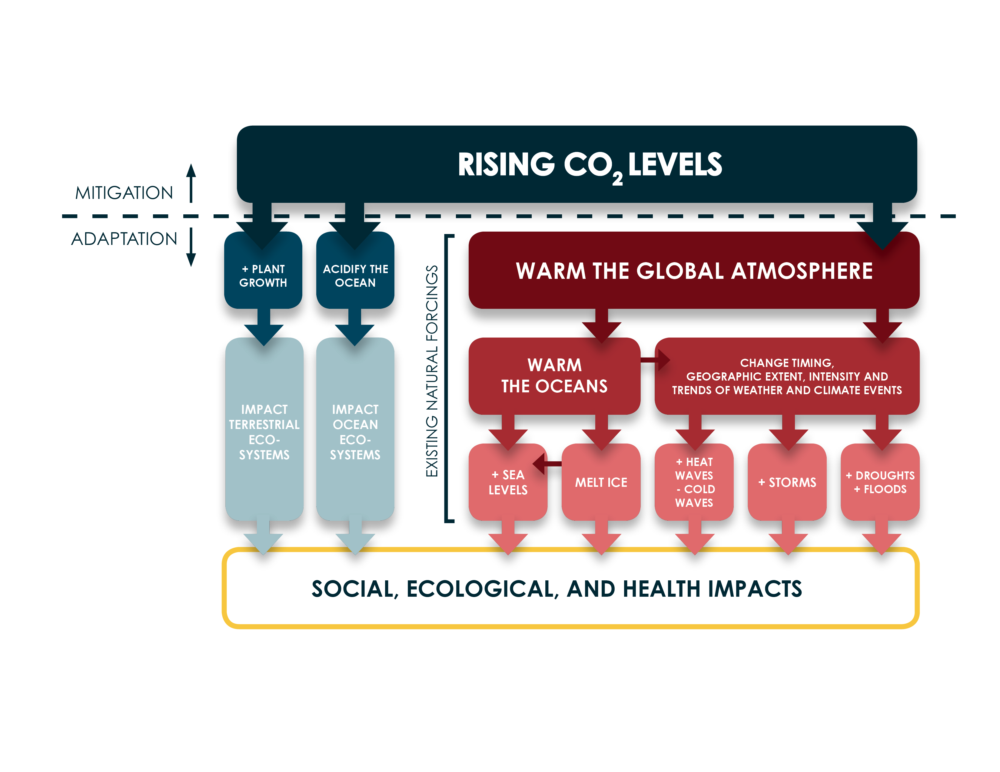 RISING CO₂ LEVELS
MITIGATION
ADAPTATION
+ PLANT
GROWTH
ACIDIFY THE
OCEAN
EXISTING NATURAL FORCINGS
WARM THE GLOBAL ATMOSPHERE
WARM
THE OCEANS
CHANGE TIMING,
GEOGRAPHIC EXTENT, INTENSITY AND
TRENDS OF WEATHER AND CLIMATE EVENTS
IMPACT
TERRESTRIAL
ECO-
SYSTEMS
IMPACT
OCEAN
ECO-
SYSTEMS
+ SEA
LEVELS
MELT ICE
+ HEAT
WAVES
- COLD
WAVES
+ STORMS
+ DROUGHTS
+ FLOODS
SOCIAL, ECOLOGICAL, AND HEALTH IMPACTS